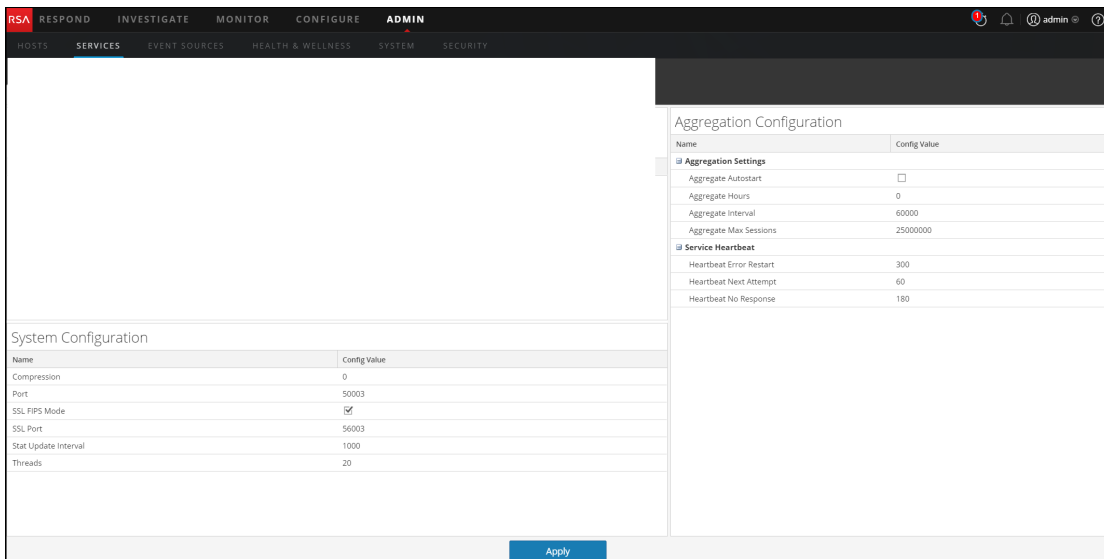 RSA RESPOND INVESTIGATE MONITOR CONFIGURE ADMIN 1 admin ?
HOSTS SERVICES EVENT SOURCES HEALTH & WELLNESS SYSTEM SECURITY
Aggregation Configuration
Name Config Value
Aggregation Settings
Aggregate Autostart
Aggregate Hours 0
Aggregate Interval 60000
Aggregate Max Sessions 25000000
Service Heartbeat
Heartbeat Error Restart 300
Heartbeat Next Attempt 60
Heartbeat No Response 180
System Configuration
Name Config Value
Compression 0
Port 50003
SSL FIPS Mode
SSL Port 56003
Stat Update Interval 1000
Threads 20
Apply